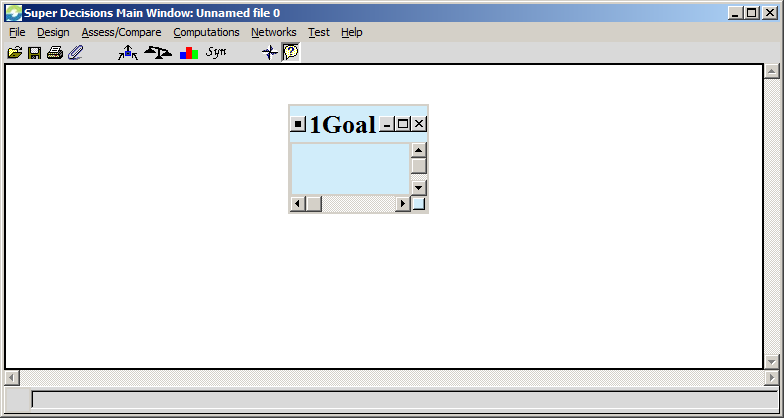 Super Decisions Main Window: Unnamed file 0
File Design Assess/Compare Computations Networks Test Help
Syn
1Goal